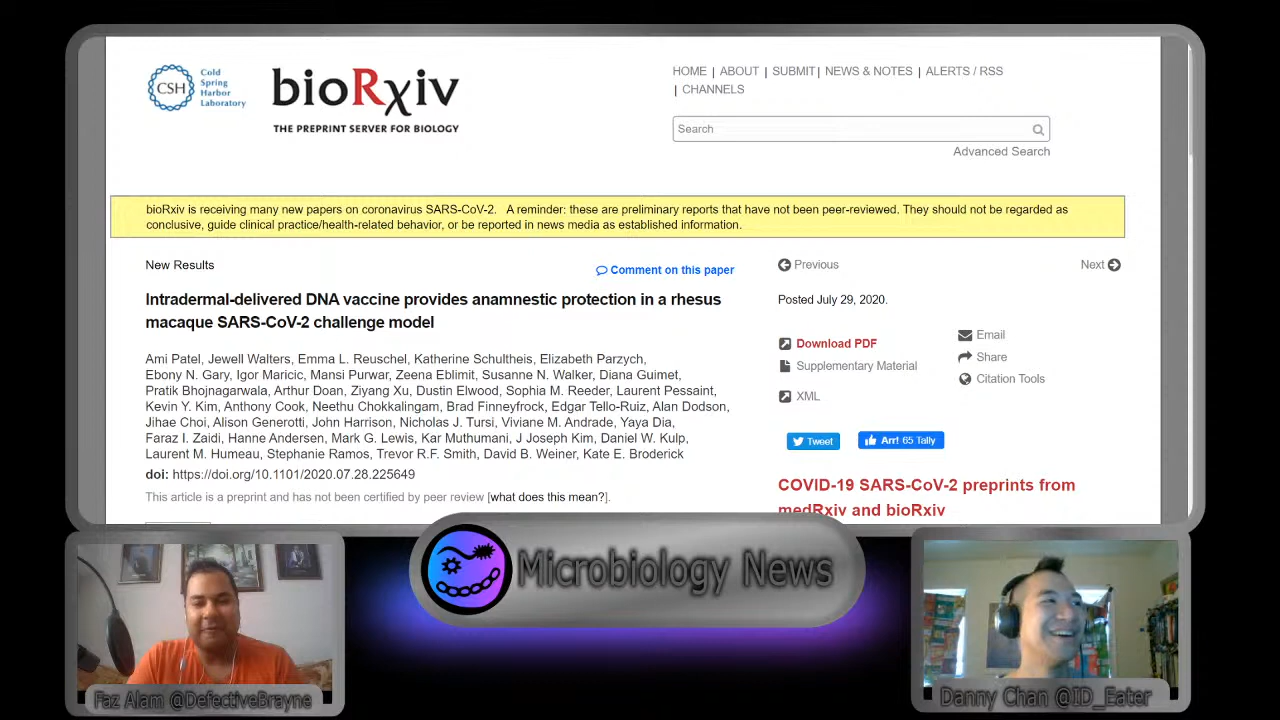 CSH
Cold
Spring
Harbor
Laboratory
bioRxiv
THE PREPRINT SERVER FOR BIOLOGY
HOME | ABOUT | SUBMIT | NEWS & NOTES | ALERTS / RSS
| CHANNELS
Search
Advanced Search
bioRxiv is receiving many new papers on coronavirus SARS-CoV-2. A reminder: these are preliminary reports that have not been peer-reviewed. They should not be regarded as
conclusive, guide clinical practice/health-related behavior, or be reported in news media as established information.
New Results
Comment on this paper
Intradermal-delivered DNA vaccine provides anamnestic protection in a rhesus
macaque SARS-CoV-2 challenge model
Ami Patel, Jewell Walters, Emma L. Reuschel, Katherine Schultheis, Elizabeth Parzych,
Ebony N. Gary, Igor Maricic, Mansi Purwar, Zeena Eblimit, Susanne N. Walker, Diana Guimet,
Pratik Bhojnagarwala, Arthur Doan, Ziyang Xu, Dustin Elwood, Sophia M. Reeder, Laurent Pessaint,
Kevin Y. Kim, Anthony Cook, Neethu Chokkalingam, Brad Finneyfrock, Edgar Tello-Ruiz, Alan Dodson,
Jihae Choi, Alison Generotti, John Harrison, Nicholas J. Tursi, Viviane M. Andrade, Yaya Dia,
Faraz I. Zaidi, Hanne Andersen, Mark G. Lewis, Kar Muthumani, J Joseph Kim, Daniel W. Kulp,
Laurent M. Humeau, Stephanie Ramos, Trevor R.F. Smith, David B. Weiner, Kate E. Broderick
doi: https://doi.org/10.1101/2020.07.28.225649
This article is a preprint and has not been certified by peer review [what does this mean?].
Previous
Next
Posted July 29, 2020.
Download PDF
Email
Supplementary Material
Share
XML
Citation Tools
Tweet
Arr! 65 Tally
COVID-19 SARS-CoV-2 preprints from
medRxiv and bioRxiv
Microbiology News
Faz Alam @DefectiveBrayne
Danny Chan @ID_Eater